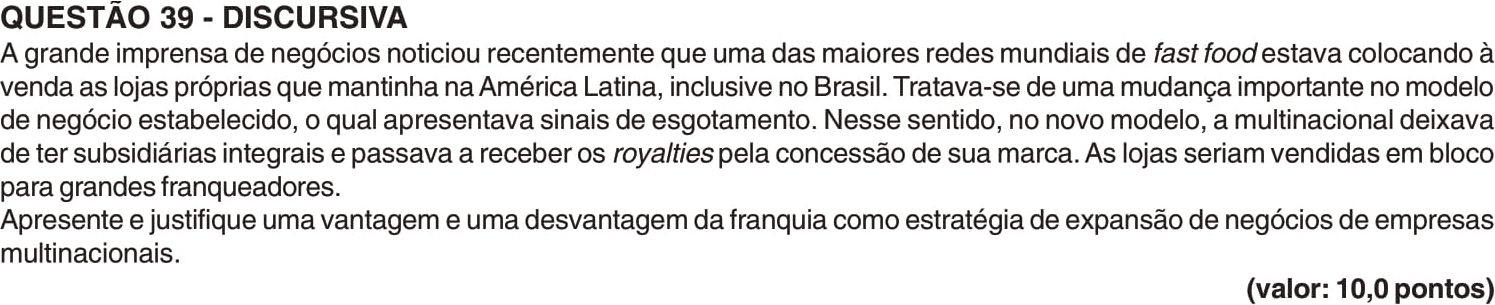 QUESTÃO 39 - DISCURSIVA
A grande imprensa de negócios noticiou recentemente que uma das maiores redes mundiais de fast food estava colocando à
venda as lojas próprias que mantinha na América Latina, inclusive no Brasil. Tratava-se de uma mudança importante no modelo
de negócio estabelecido, o qual apresentava sinais de esgotamento. Nesse sentido, no novo modelo, a multinacional deixava
de ter subsidiárias integrais e passava a receber os royalties pela concessão de sua marca. As lojas seriam vendidas em bloco
para grandes franqueadores.
Apresente e justifique uma vantagem e uma desvantagem da franquia como estratégia de expansão de negócios de empresas
multinacionais.
(valor: 10,0 pontos)